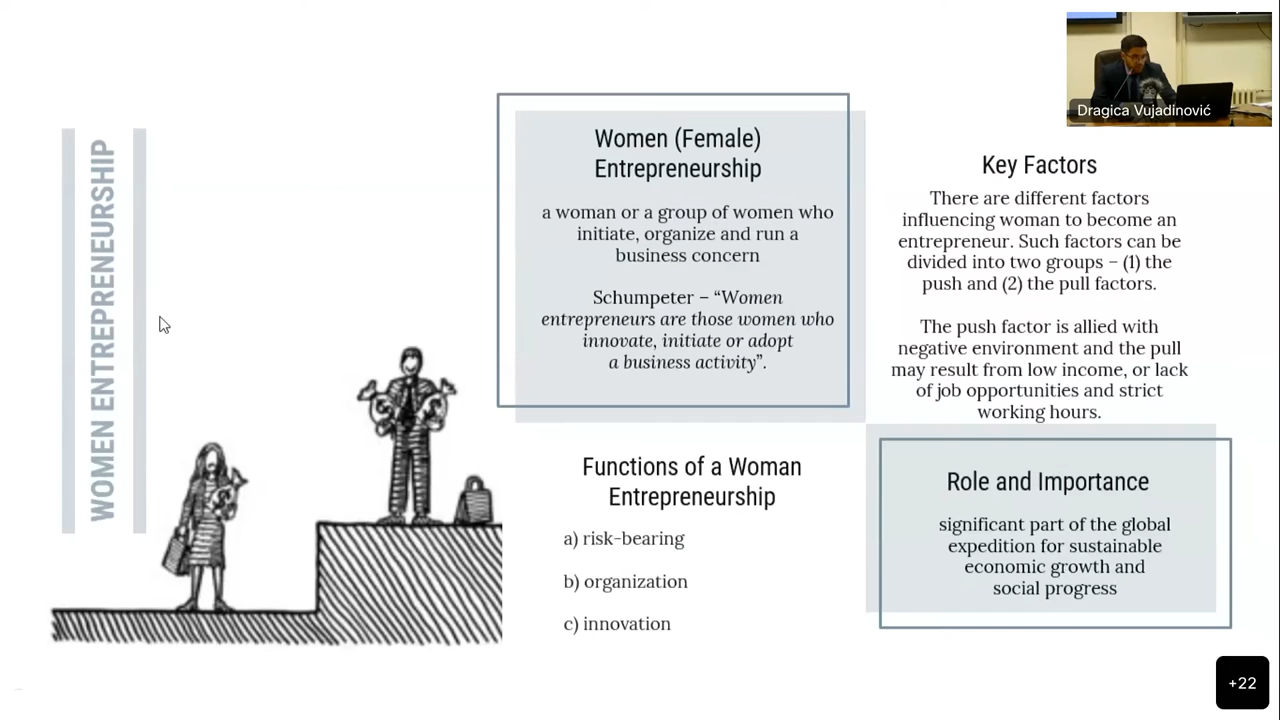 WOMEN ENTREPRENEURSHIP
Women (Female)
Entrepreneurship
a woman or a group of women who
initiate, organize and run a
business concern
Schumpeter – “Women
entrepreneurs are those women who
innovate, initiate or adopt
a business activity”.
Functions of a Woman
Entrepreneurship
a) risk-bearing
b) organization
c) innovation
Dragica Vujadinović
Key Factors
There are different factors
influencing woman to become an
entrepreneur. Such factors can be
divided into two groups – (1) the
push and (2) the pull factors.
The push factor is allied with
negative environment and the pull
may result from low income, or lack
of job opportunities and strict
working hours.
Role and Importance
significant part of the global
expedition for sustainable
economic growth and
social progress
+22